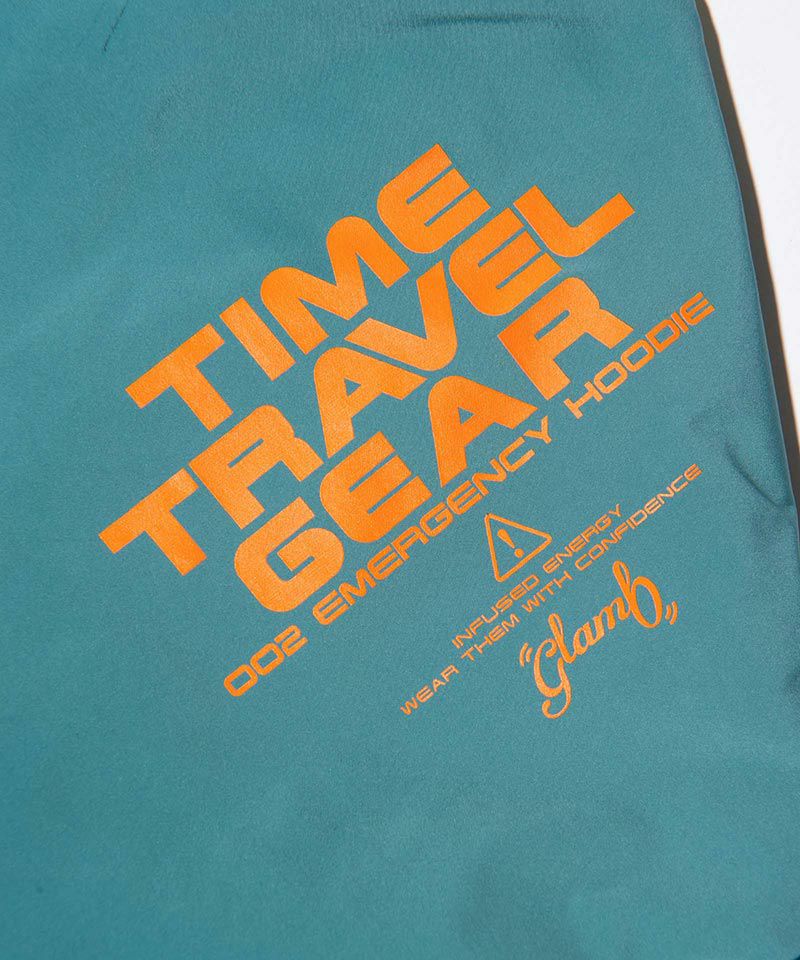 TIME
TRAVEL
GEAR
002 EMERGENCY HOODIE
INFUSED ENERGY
WEAR THEM WITH CONFIDENCE
glamb